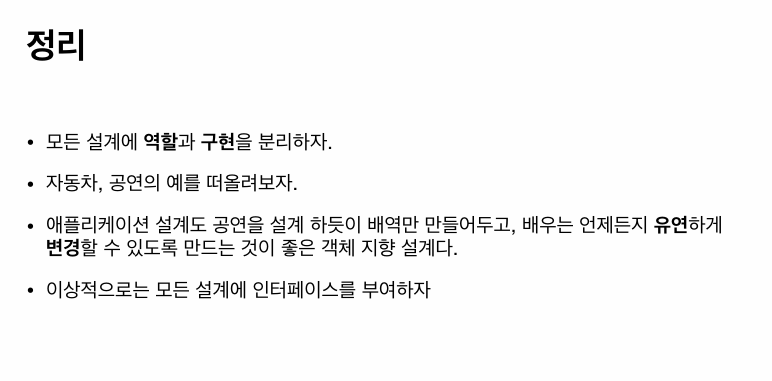 정리
• 모든 설계에 역할과 구현을 분리하자.
• 자동차, 공연의 예를 떠올려보자.
• 애플리케이션 설계도 공연을 설계 하듯이 배역만 만들어두고, 배우는 언제든지 유연하게
변경할 수 있도록 만드는 것이 좋은 객체 지향 설계다.
• 이상적으로는 모든 설계에 인터페이스를 부여하자